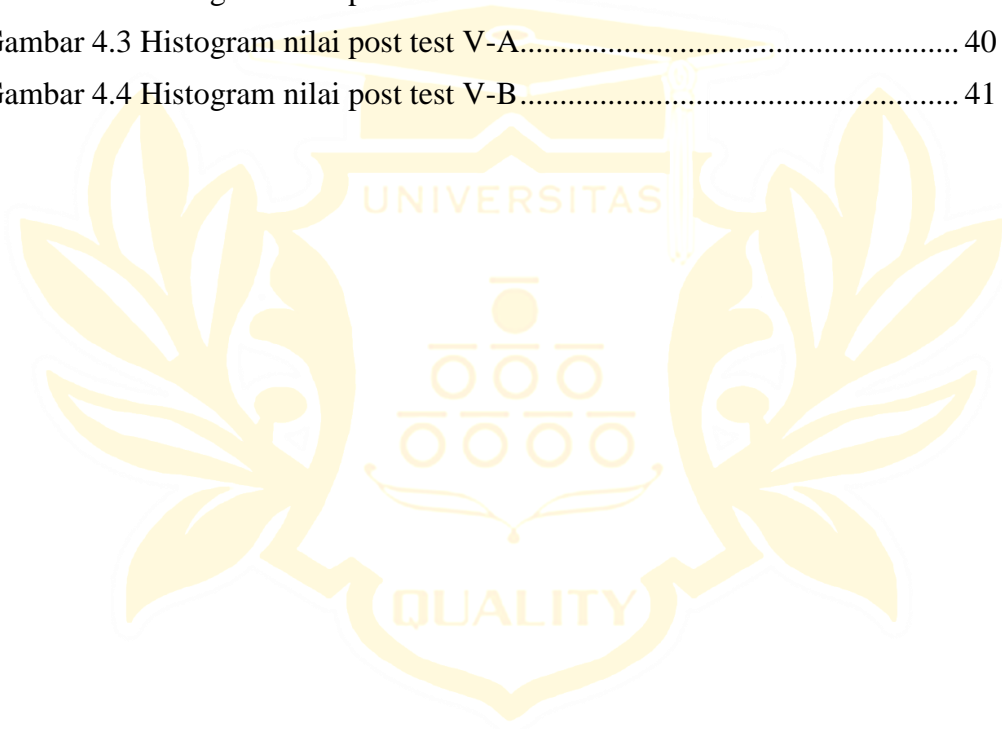 Gambar 4.3 Histogram nilai post test V-A.................................................... 40
Gambar 4.4 Histogram nilai post test V-B.................................................... 41
UNIVERSITAS
QUALITY